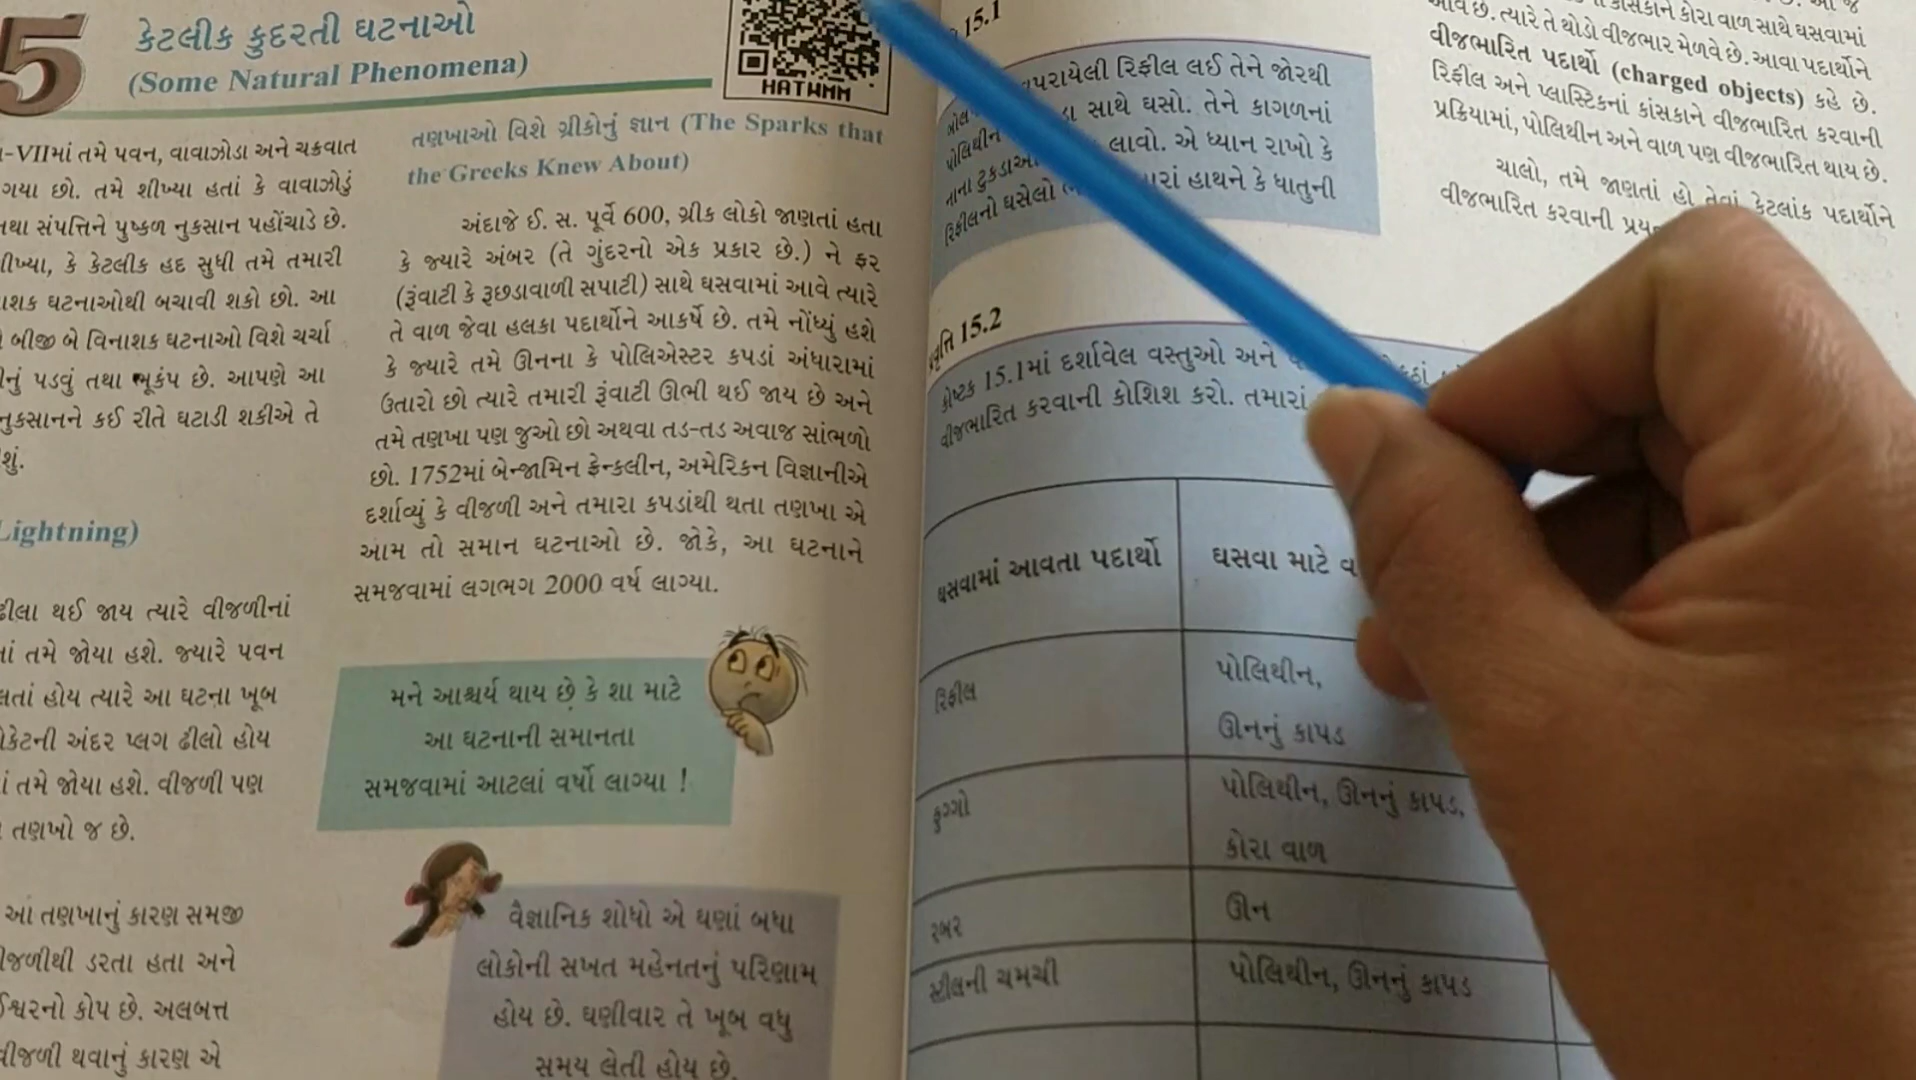 5
કેટલીક કુદરતી ઘટનાઓ
(Some Natural Phenomena)
HATWMM
-VIIમાં તમે પવન, વાવાઝોડા અને ચક્રવાત
ગયા છો. તમે શીખ્યા હતાં કે વાવાઝોડું
તથા સંપત્તિને પુષ્કળ નુકસાન પહોંચાડે છે.
કે કેટલીક હદ સુધી તમે તમારી
ઘટનાઓથી બચાવી શકો છો. આ
બીજી બે વિનાશક ઘટનાઓ વિશે ચર્ચા
પડવું તથા ભૂકંપ છે. આપણે આ
નુકસાનને કઈ રીતે ઘટાડી શકીએ તે
શું.
Lightning)
ઢીલા થઈ જાય ત્યારે વીજળીનાં
તમે જોયા હશે. જ્યારે પવન
હોય ત્યારે આ ઘટના ખૂબ
અંદર પ્લગ ઢીલો હોય
તમે જોયા હશે. વીજળી પણ
તણખો જ છે.
આ તણખાનું કારણ સમજી
ડરતા હતા અને
કોપ છે. અલબત્ત
વીજળી થવાનું કારણ એ
તણખાઓ વિશે ગ્રીકોનું જ્ઞાન (The Sparks that
the Greeks Knew About)
અંદાજે ઈ. સ. પૂર્વે 600, ગ્રીક લોકો જાણતાં હતા
કે જ્યારે અંબર (તે ગુંદરનો એક પ્રકાર છે.) ને ફર
(રૂંવાટી કે રૂછડાવાળી સપાટી) સાથે ઘસવામાં આવે ત્યારે
તે વાળ જેવા હલકા પદાર્થોને આકર્ષે છે. તમે નોંધ્યું હશે
કે જ્યારે તમે ઊનના કે પોલિએસ્ટર કપડાં અંધારામાં
ઉતારો છો ત્યારે તમારી રૂંવાટી ઊભી થઈ જાય છે અને
તમે તણખા પણ જુઓ છો અથવા તડ-તડ અવાજ સાંભળો
છો. 1752માં બેન્જામિન ફ્રેન્કલીન, અમેરિકન વિજ્ઞાનીએ
દર્શાવ્યું કે વીજળી અને તમારા કપડાંથી થતા તણખા એ
આમ તો સમાન ઘટનાઓ છે. જોકે, આ ઘટનાને
સમજવામાં લગભગ 2000 વર્ષ લાગ્યા.
મને આશ્ચર્ય થાય છે કે શા માટે
આ ઘટનાની સમાનતા
સમજવામાં આટલાં વર્ષો લાગ્યા !
વૈજ્ઞાનિક શોધો એ ઘણાં બધા
લોકોની સખત મહેનતનું પરિણામ
હોય છે. ઘણીવાર તે ખૂબ વધુ
સમય લેતી હોય છે.
15.1
વપરાયેલી રિફીલ લઈ તેને જોરથી
પોલિથીન સાથે ઘસો. તેને કાગળનાં
નાના ટુકડાઓ લાવો. એ ધ્યાન રાખો કે
રિફીલનો ઘસેલો હાથને કે ધાતુની
કાંસકાને કોરા વાળ સાથે ઘસવામાં
આવે છે. ત્યારે તે થોડો વીજભાર મેળવે છે. આવા પદાર્થોને
વીજભારિત પદાર્થો (charged objects) કહે છે.
રિફીલ અને પ્લાસ્ટિકનાં કાંસકાને વીજભારિત કરવાની
પ્રક્રિયામાં, પોલિથીન અને વાળ પણ વીજભારિત થાય છે.
ચાલો, તમે જાણતાં હો તેવાં કેટલાંક પદાર્થોને
વીજભારિત કરવાની
15.2
કોષ્ટક 15.1માં દર્શાવેલ વસ્તુઓ અને
વીજભારિત કરવાની કોશિશ કરો. તમારાં
ઘસવામાં આવતા પદાર્થો
ઘસવા માટે
રિફીલ
પોલિથીન,
ઊનનું કાપડ
ફુગ્ગો
પોલિથીન, ઊનનું કાપડ,
કોરા વાળ
રબર
ઊન
સ્ટીલની ચમચી
પોલિથીન, ઊનનું કાપડ